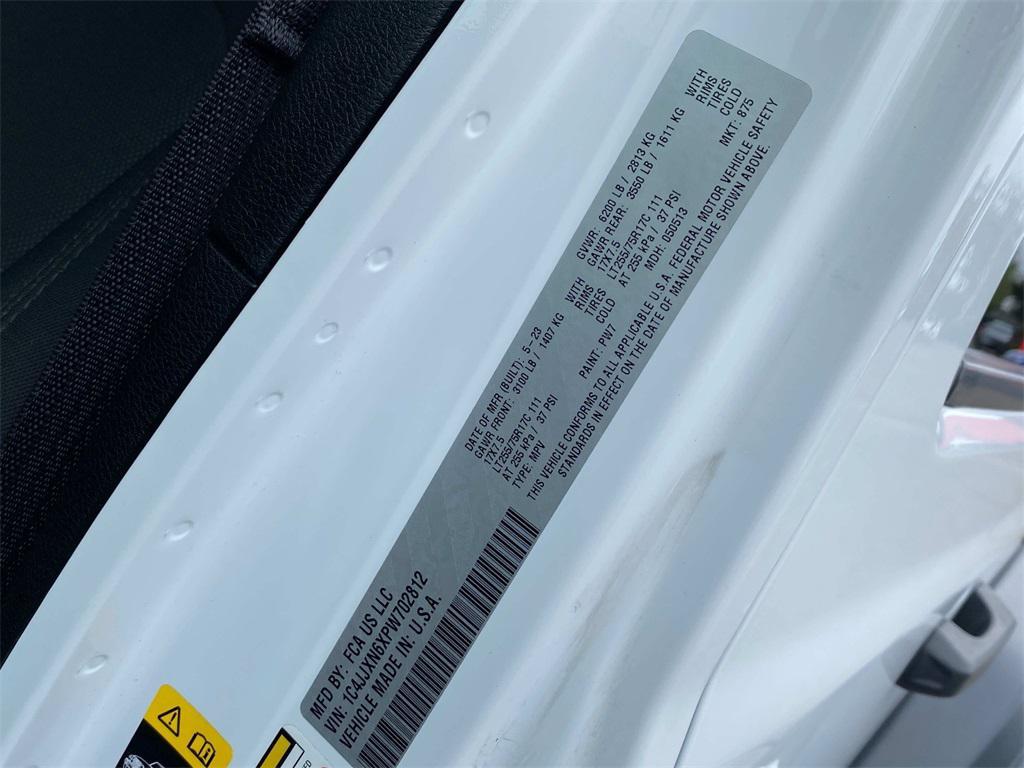 MFD BY: FCA US LLC
VIN: 1C4JJXN6XPW702812
VEHICLE MADE IN: U.S.A.
DATE OF MFR (BUILT): 5-23
GAWR FRONT: 3100 LB / 1407 KG WITH
17X7.5 RIMS
LT255/75R17C 111 TIRES
AT 255 kPa / 37 PSI COLD
TYPE: MPV PAINT: PW7
GVWR: 6200 LB / 2813 KG
GAWR REAR: 3550 LB / 1611 KG WITH
17X7.5 RIMS
LT255/75R17C 111 TIRES
AT 255 kPa / 37 PSI COLD
MDH: 050513 MKT: 875
THIS VEHICLE CONFORMS TO ALL APPLICABLE U.S.A. FEDERAL MOTOR VEHICLE SAFETY
STANDARDS IN EFFECT ON THE DATE OF MANUFACTURE SHOWN ABOVE.